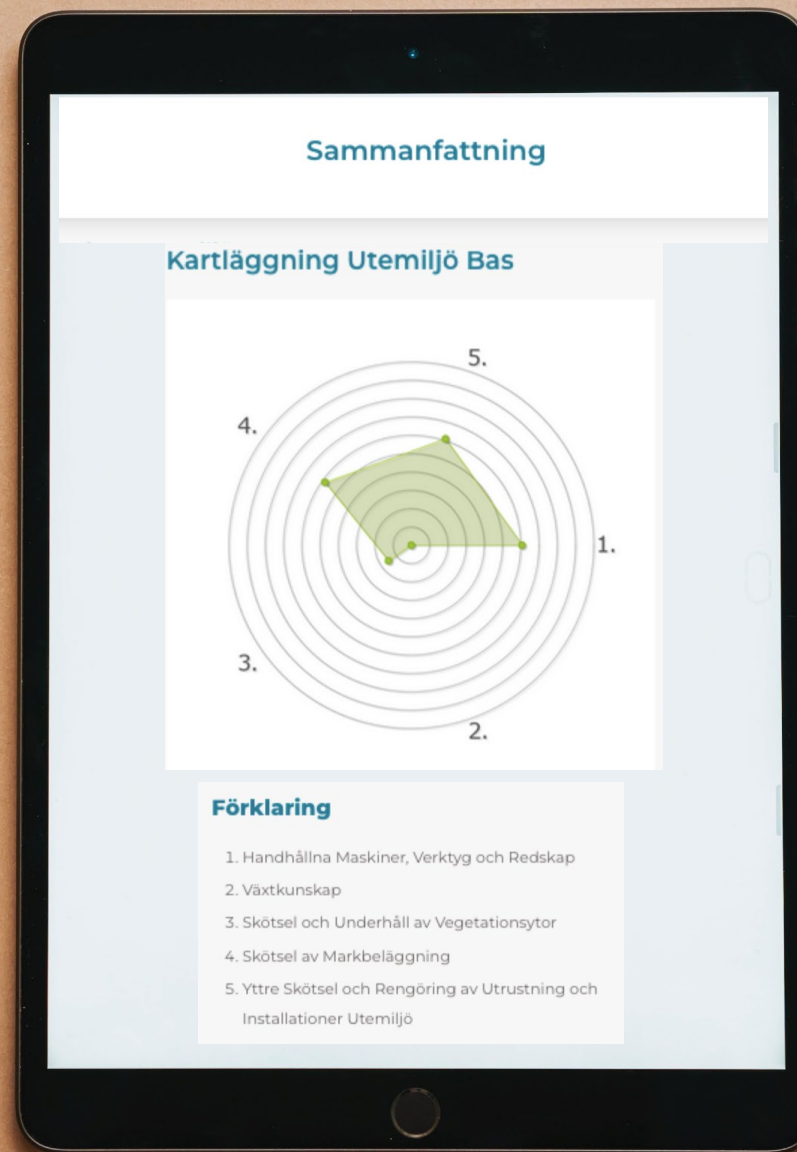 Sammanfattning
Kartläggning Utemiljö Bas
5.
4.
1.
3.
2.
Förklaring
1. Handhållna Maskiner, Verktyg och Redskap
2. Växtkunskap
3. Skötsel och Underhåll av Vegetationsytor
4. Skötsel av Markbeläggning
5. Yttre Skötsel och Rengöring av Utrustning och
Installationer Utemiljö